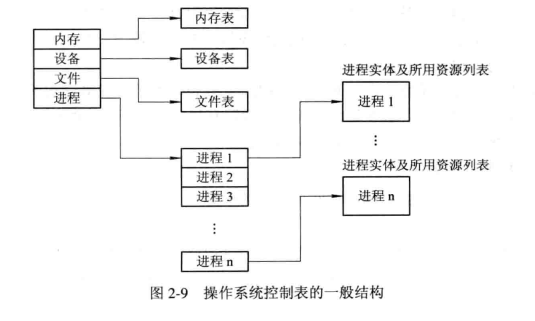 内存
设备
文件
进程
内存表
设备表
文件表
进程 1
进程 2
进程 3
⋮
进程 n
进程实体及所用资源列表
进程 1
⋮
进程实体及所用资源列表
进程 n
图 2-9 操作系统控制表的一般结构